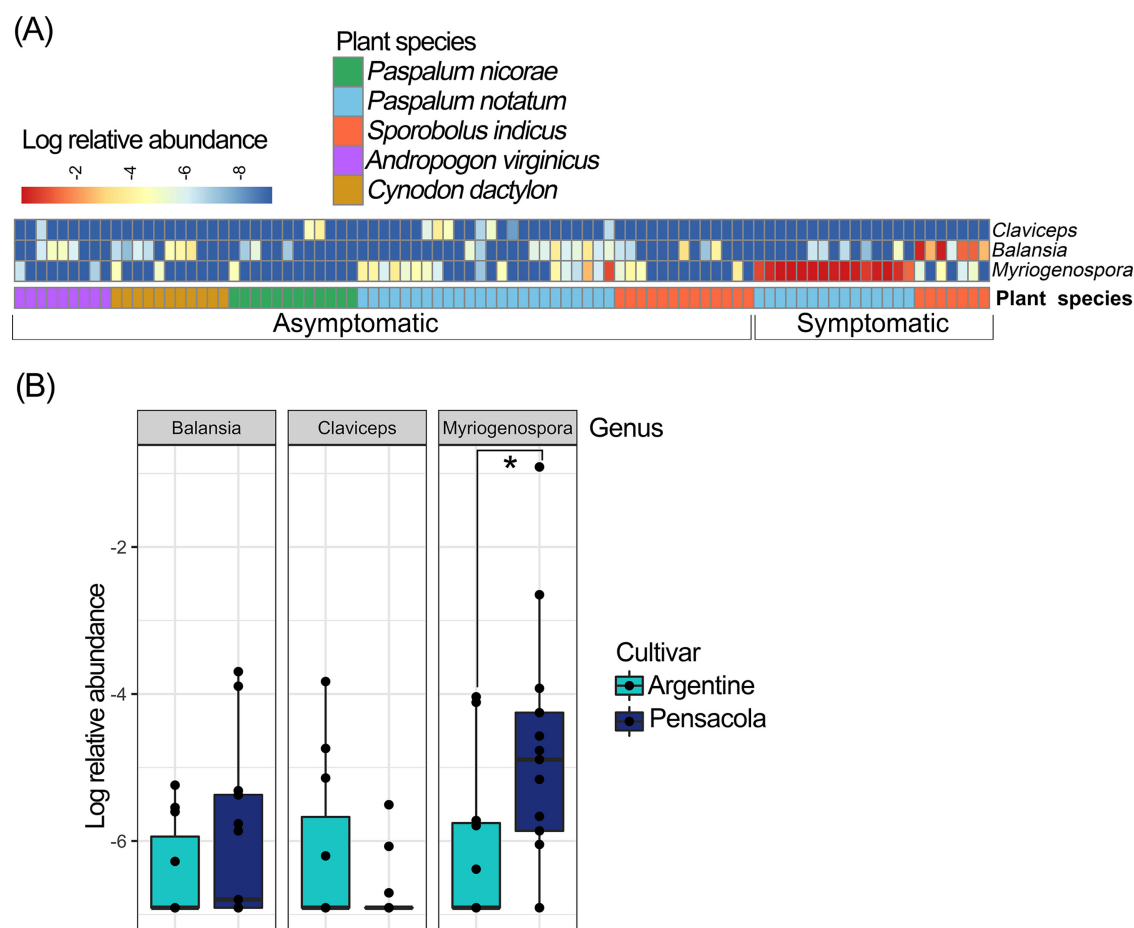 (A)
Plant species
Paspalum nicorae
Paspalum notatum
Sporobolus indicus
Andropogon virginicus
Cynodon dactylon
Log relative abundance
-2 -4 -6 -8
Claviceps
Balansia
Myriogenospora
Plant species
Asymptomatic Symptomatic
(B)
Balansia Claviceps Myriogenospora Genus
*
-2
-4
-6
Log relative abundance
Cultivar
Argentine
Pensacola